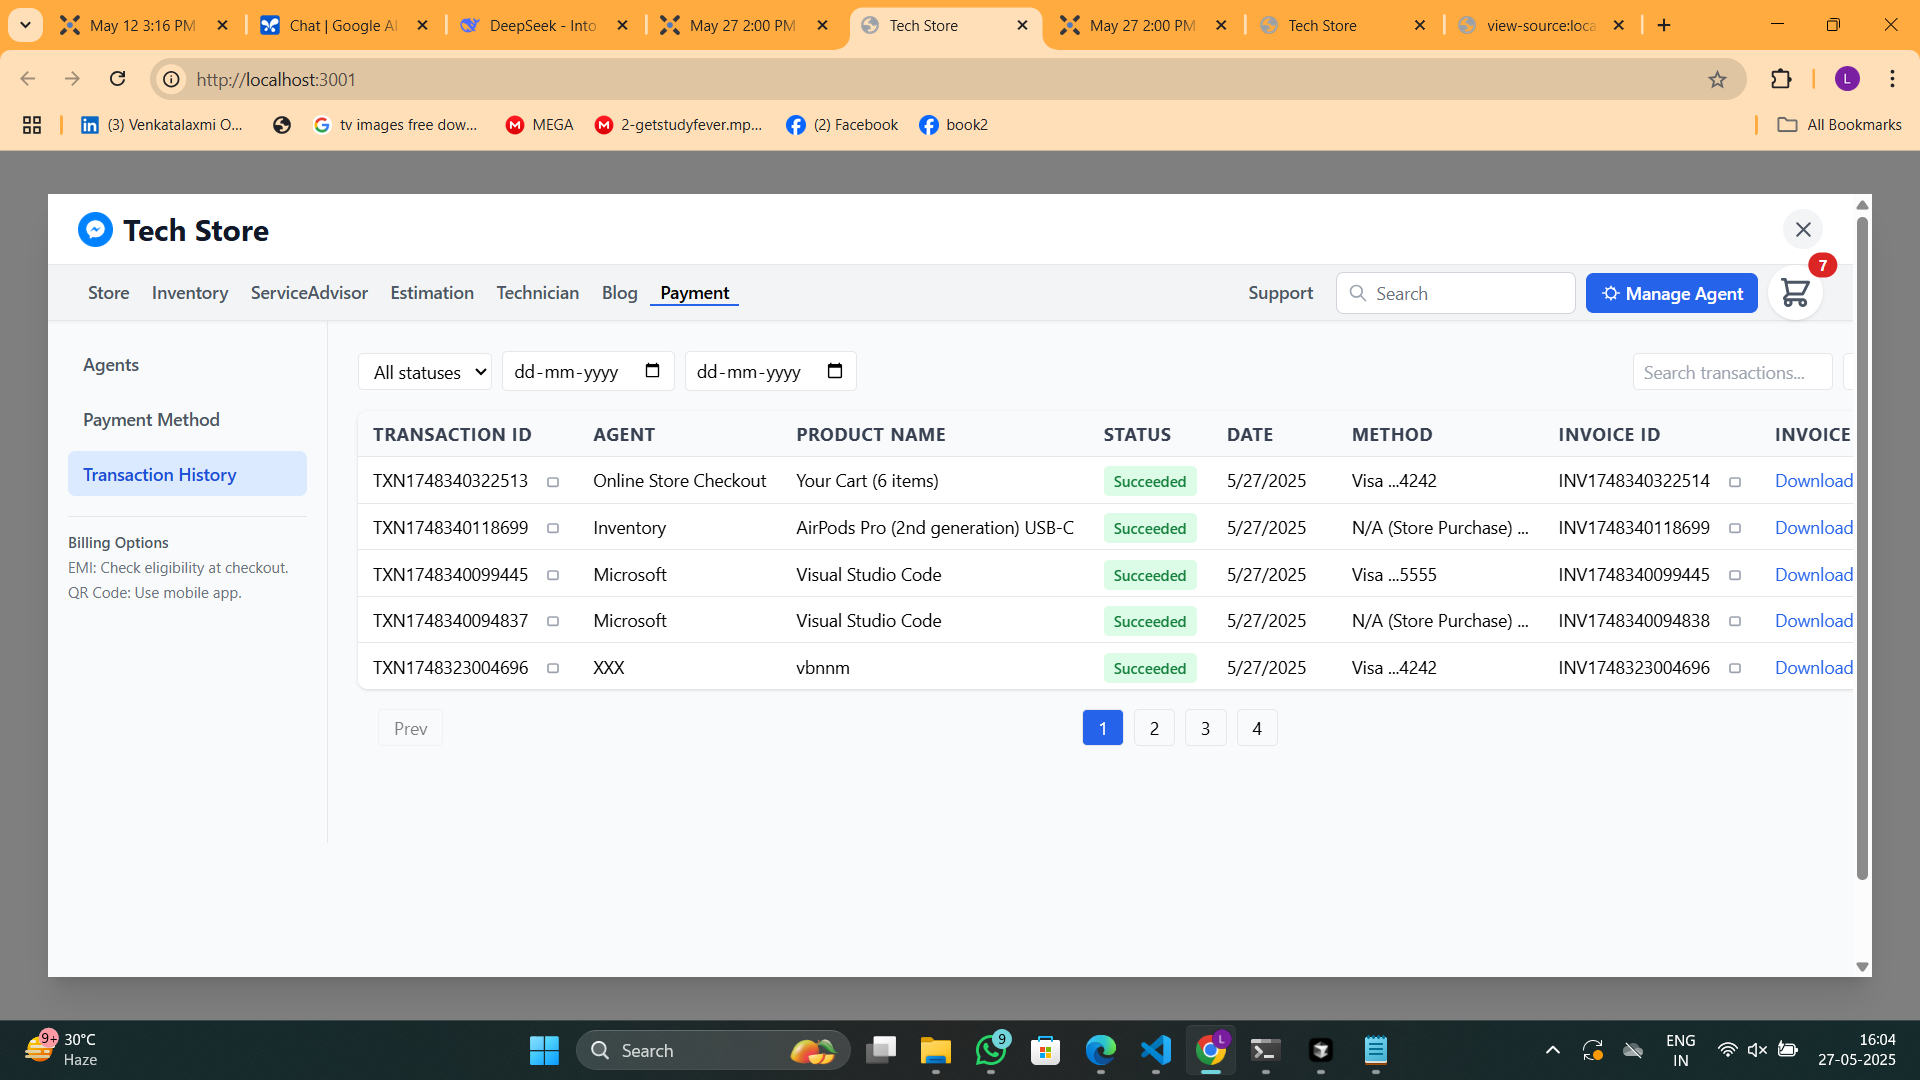 May 12 3:16 PM
Chat | Google AI
DeepSeek - Into
May 27 2:00 PM
Tech Store
May 27 2:00 PM
Tech Store
view-source:loca
http://localhost:3001
L
(3) Venkatalaxmi O...
tv images free dow...
MEGA
2-getstudyfever.mp...
(2) Facebook
book2
All Bookmarks
Tech Store
7
Store
Inventory
ServiceAdvisor
Estimation
Technician
Blog
Payment
Support
Search
Manage Agent
Agents
Payment Method
Transaction History
Billing Options
EMI: Check eligibility at checkout.
QR Code: Use mobile app.
All statuses
dd-mm-yyyy
dd-mm-yyyy
Search transactions...
TRANSACTION ID AGENT PRODUCT NAME STATUS DATE METHOD INVOICE ID INVOICE
TXN1748340322513 Online Store Checkout Your Cart (6 items) Succeeded 5/27/2025 Visa ...4242 INV1748340322514 Download
TXN1748340118699 Inventory AirPods Pro (2nd generation) USB-C Succeeded 5/27/2025 N/A (Store Purchase) ... INV1748340118699 Download
TXN1748340099445 Microsoft Visual Studio Code Succeeded 5/27/2025 Visa ...5555 INV1748340099445 Download
TXN1748340094837 Microsoft Visual Studio Code Succeeded 5/27/2025 N/A (Store Purchase) ... INV1748340094838 Download
TXN1748323004696 XXX vbnnm Succeeded 5/27/2025 Visa ...4242 INV1748323004696 Download
Prev
1 2 3 4
9+
30°C
Haze
Search
9
L
ENG
IN
16:04
27-05-2025